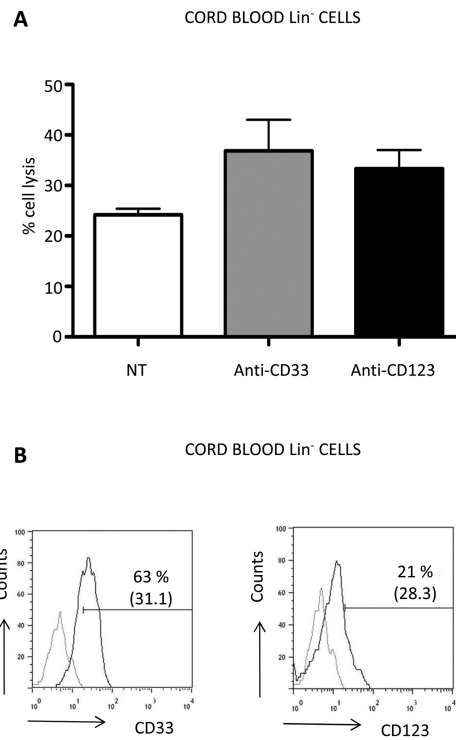 A
CORD BLOOD Lin⁻ CELLS
% cell lysis
50
40
30
20
10
0
NT Anti-CD33 Anti-CD123
B
CORD BLOOD Lin⁻ CELLS
Counts
100
80
60
40
20
63 %
(31.1)
10⁰ 10¹ 10² 10³ 10⁴
CD33
Counts
100
80
60
40
20
21 %
(28.3)
10⁰ 10¹ 10² 10³ 10⁴
CD123